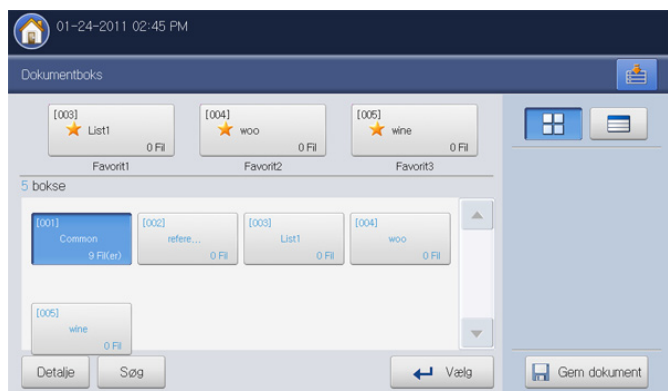 01-24-2011 02:45 PM
Dokumentboks
[003] [004] [005]
List1 woo wine
0 Fil 0 Fil 0 Fil
Favorit1 Favorit2 Favorit3
5 bokse
[001] [002] [003] [004]
Common refere... List1 woo
9 Fil(er) 0 Fil 0 Fil 0 Fil
[005]
wine
0 Fil
Detalje Søg Vælg Gem dokument